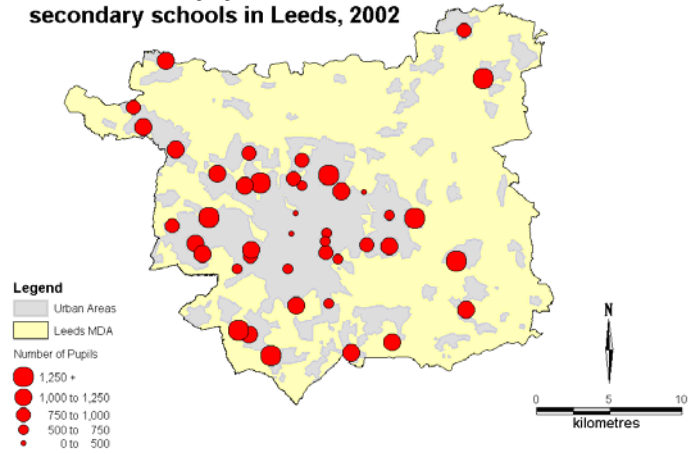 secondary schools in Leeds, 2002
Legend
Urban Areas
Leeds MDA
Number of Pupils
1,250 +
1,000 to 1,250
750 to 1,000
500 to 750
0 to 500
N
0 5 10
kilometres